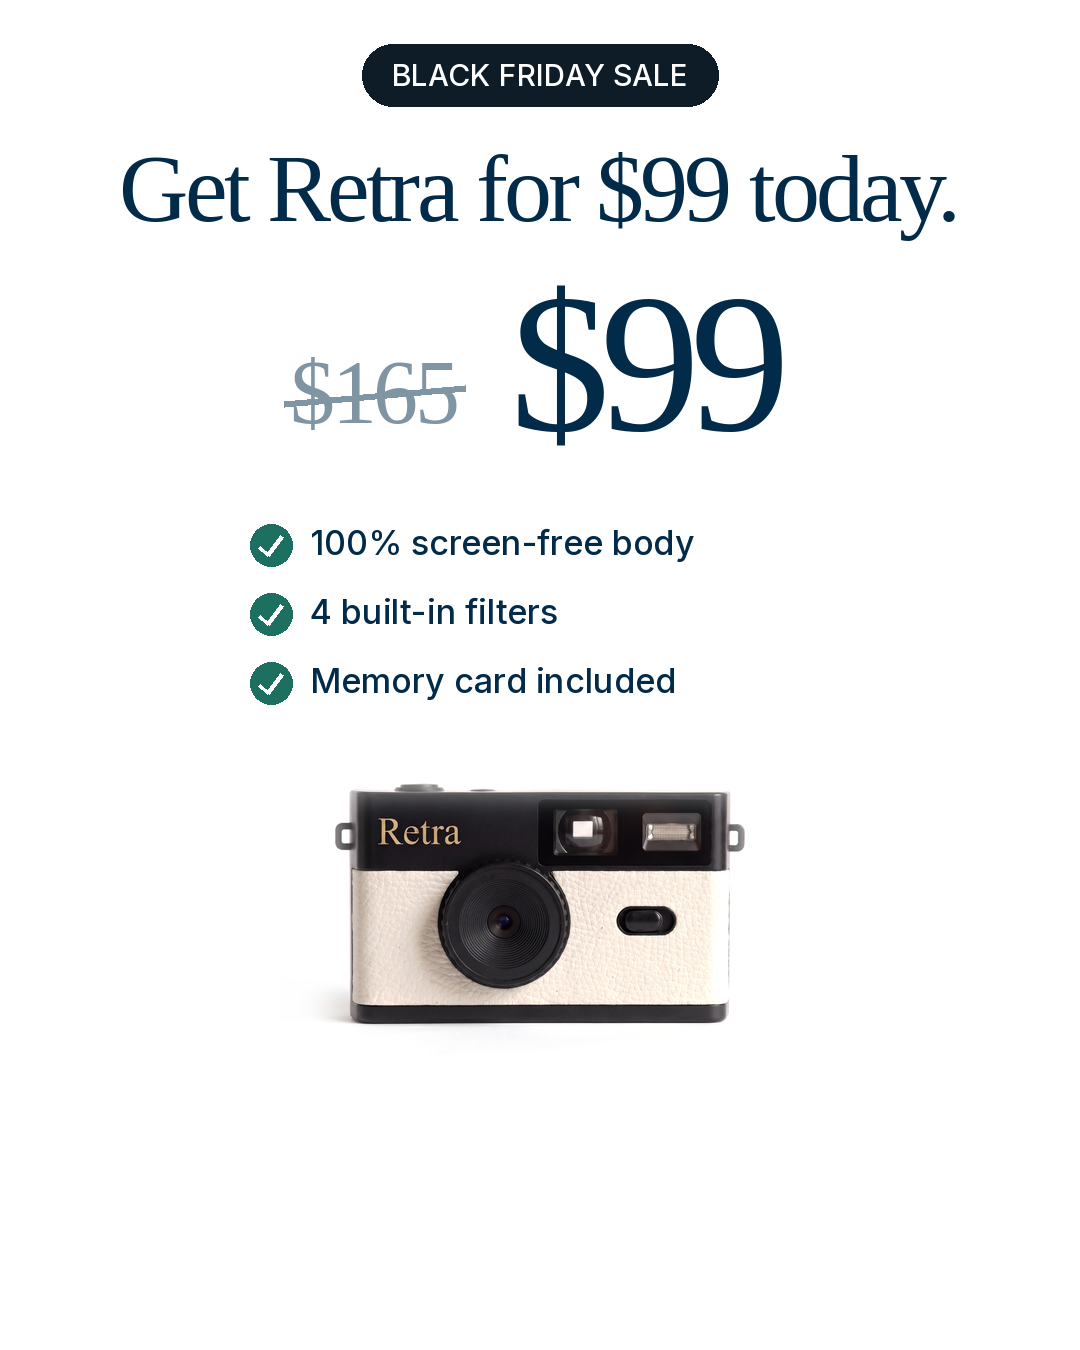 BLACK FRIDAY SALE
Get Retra for $99 today.
$165 $99
100% screen-free body
4 built-in filters
Memory card included
Retra